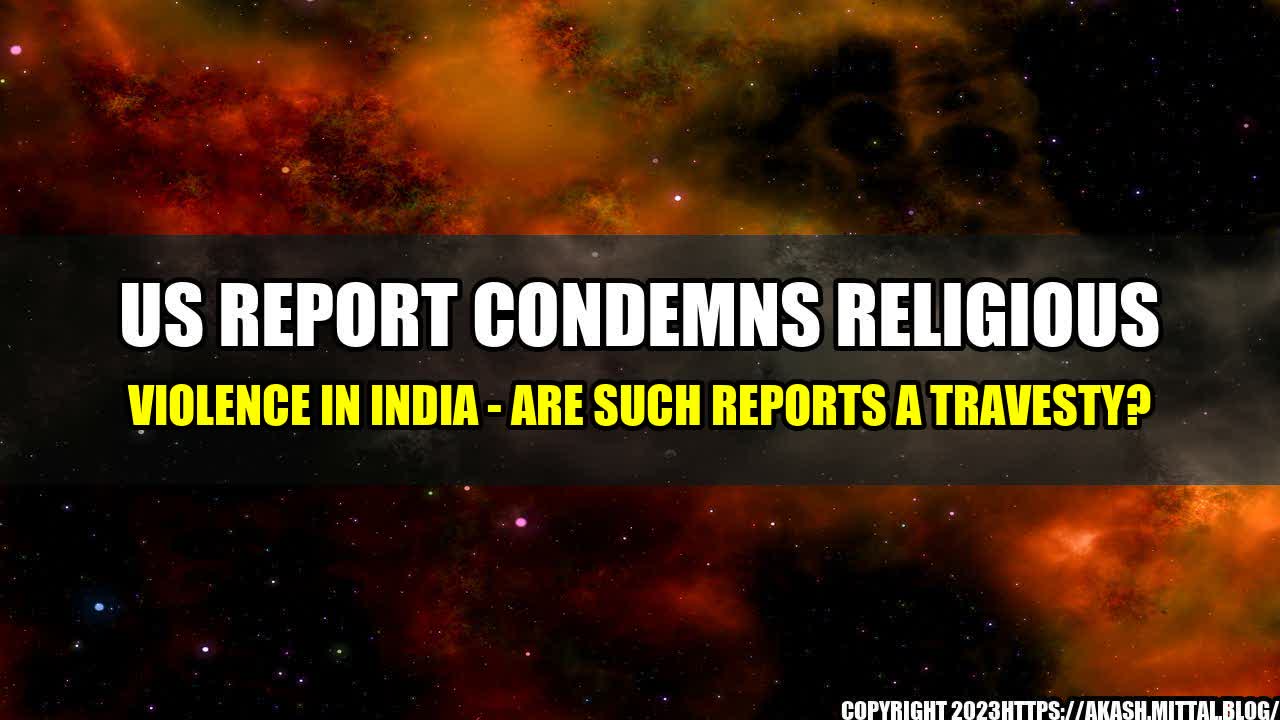 US REPORT CONDEMNS RELIGIOUS
VIOLENCE IN INDIA - ARE SUCH REPORTS A TRAVESTY?
COPYRIGHT 2023HTTPS://AKASH.MITTAL.BLOG/